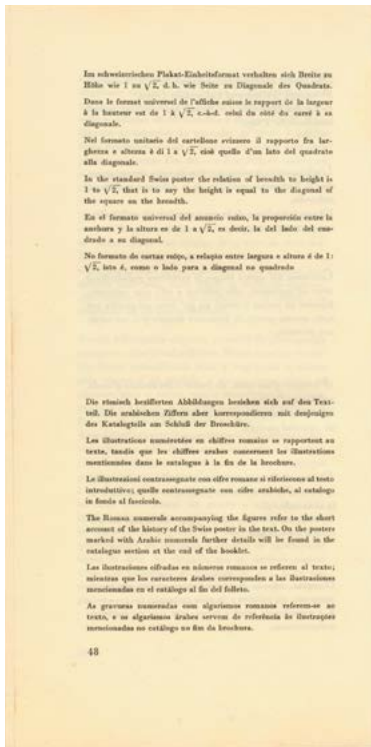 Im schweizerischen Plakat-Einheitsformat verhalten sich Breite zu
Höhe wie 1 zu √2, d. h. wie Seite zu Diagonale des Quadrats.
Dans le format universel de l'affiche suisse le rapport de la largeur
à la hauteur est de 1 à √2, c.-à-d. celui du côté du carré à sa
diagonale.
Nel formato unitario del cartellone svizzero il rapporto fra lar-
ghezza e altezza è di 1 a √2, cioè quello d'un lato del quadrato
alla diagonale.
In the standard Swiss poster the relation of breadth to height is
1 to √2, that is to say the height is equal to the diagonal of
the square on the breadth.
En el formato universal del anuncio suizo, la proporción entre la
anchura y la altura es de 1 a √2, es decir, la del lado del cua-
drado a su diagonal.
No formato do cartaz suíço, a relação entre largura e altura é de 1:
√2, isto é, como o lado para a diagonal no quadrado
Die römisch bezifferten Abbildungen beziehen sich auf den Text-
teil. Die arabischen Ziffern aber korrespondieren mit denjenigen
des Katalogteils am Schluß der Broschüre.
Les illustrations numérotées en chiffres romains se rapportent au
texte, tandis que les chiffres arabes concernent les illustrations
mentionnées dans le catalogue à la fin de la brochure.
Le illustrazioni contrassegnate con cifre romane si riferiscono al testo
introduttivo; quelle contrassegnate con cifre arabiche, al catalogo
in fondo al fascicolo.
The Roman numerals accompanying the figures refer to the short
account of the history of the Swiss poster in the text. On the posters
marked with Arabic numerals further details will be found in the
catalogue section at the end of the booklet.
Las ilustraciones cifradas en números romanos se refieren al texto;
mientras que los caracteres árabes corresponden a las ilustraciones
mencionadas en el catálogo al fin del folleto.
As gravuras numeradas com algarismos romanos referem-se ao
texto, e os algarismos árabes servem de referência às ilustrações
mencionadas no catálogo no fim da brochura.
48